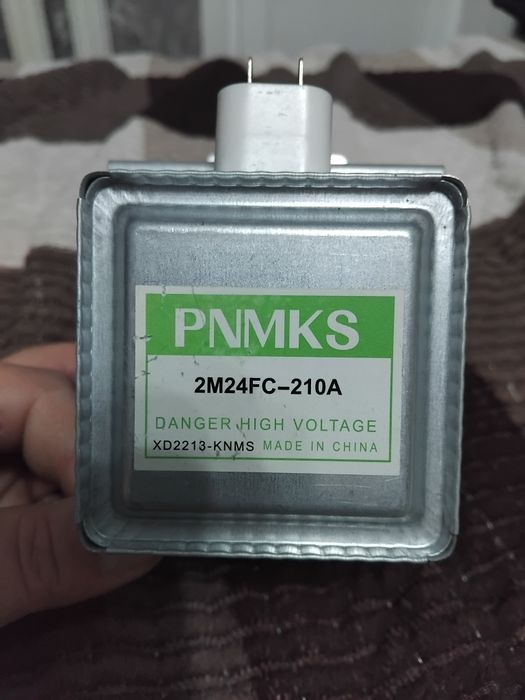 PNMKS
2M24FC–210A
DANGER HIGH VOLTAGE
XD2213-KNMS MADE IN CHINA